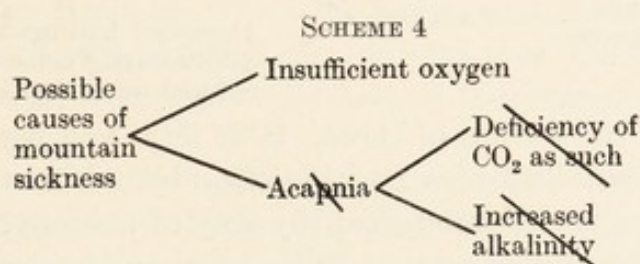 SCHEME 4
Insufficient oxygen
Possible
causes of
mountain
sickness
Acapnia
Deficiency of
CO₂ as such
Increased
alkalinity